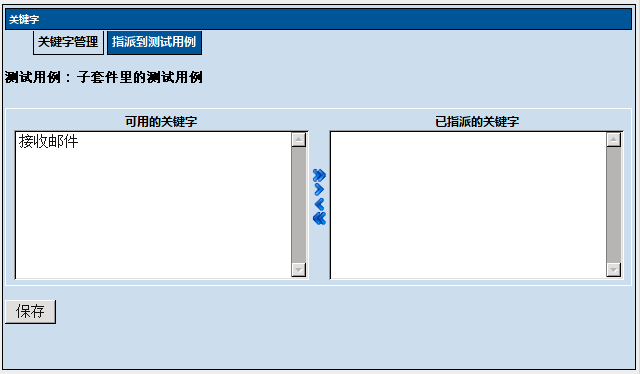 关键字
关键字管理 指派到测试用例
测试用例：子套件里的测试用例
可用的关键字 已指派的关键字
接收邮件
保存